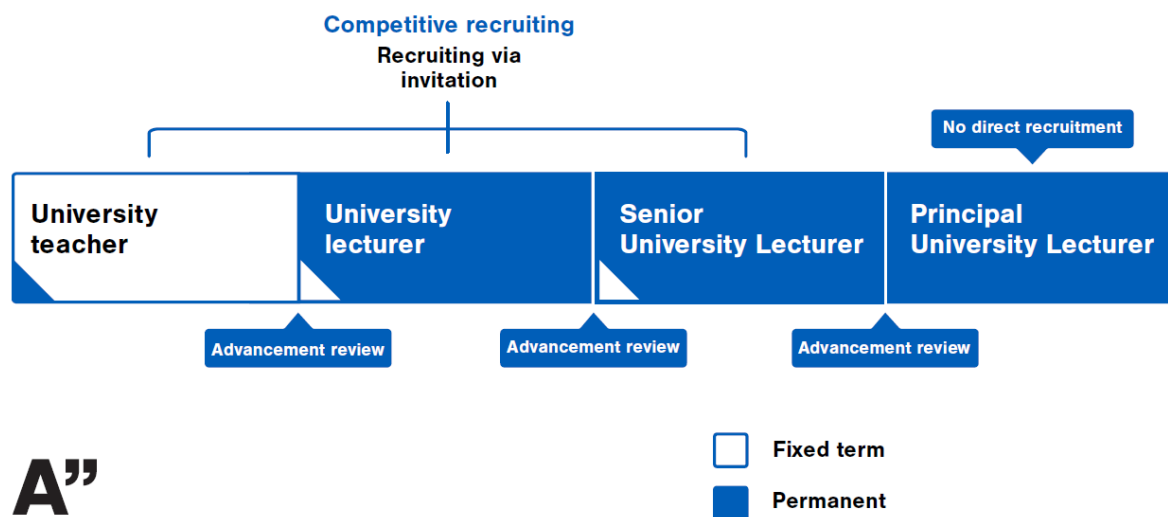 Competitive recruiting
Recruiting via
invitation
No direct recruitment
University
teacher
University
lecturer
Senior
University Lecturer
Principal
University Lecturer
Advancement review
Advancement review
Advancement review
Fixed term
Permanent
A”